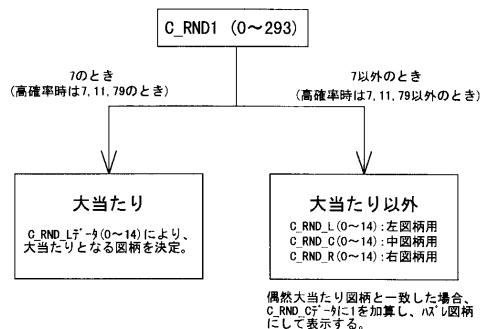 C_RND1 (0～293)
7のとき
(高確率時は7,11,79のとき)
7以外のとき
(高確率時は7,11,79以外のとき)
大当たり
C_RND_Lﾃﾞｰﾀ(0～14)により、
大当たりとなる図柄を決定。
大当り以外
C_RND_L(0～14):左図柄用
C_RND_C(0～14):中図柄用
C_RND_R(0～14):右図柄用
偶然大当たり図柄と一致した場合、
C_RND_Cﾃﾞｰﾀに1を加算し、ﾊｽﾞﾚ図柄
にして表示する。